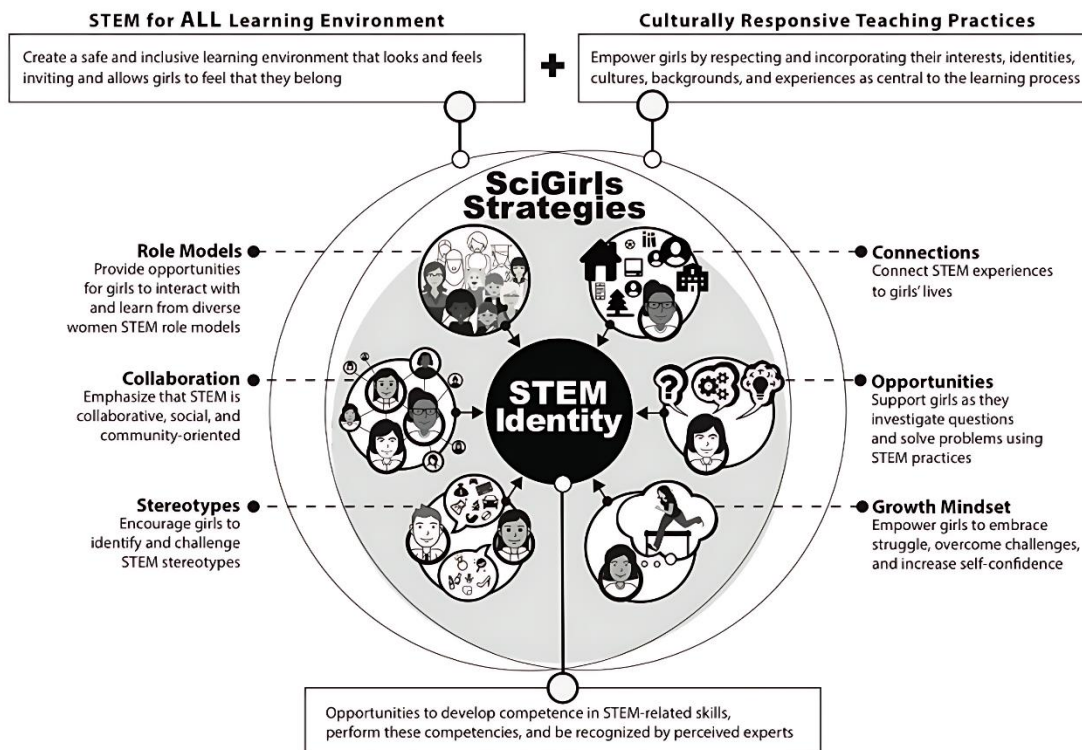 STEM for ALL Learning Environment
Create a safe and inclusive learning environment that looks and feels
inviting and allows girls to feel that they belong
+
Culturally Responsive Teaching Practices
Empower girls by respecting and incorporating their interests, identities,
cultures, backgrounds, and experiences as central to the learning process
SciGirls
Strategies
Role Models
Provide opportunities
for girls to interact with
and learn from diverse
women STEM role models
Collaboration
Emphasize that STEM is
collaborative, social, and
community-oriented
Stereotypes
Encourage girls to
identify and challenge
STEM stereotypes
STEM
Identity
Connections
Connect STEM experiences
to girls' lives
Opportunities
Support girls as they
investigate questions
and solve problems using
STEM practices
Growth Mindset
Empower girls to embrace
struggle, overcome challenges,
and increase self-confidence
?
Opportunities to develop competence in STEM-related skills,
perform these competencies, and be recognized by perceived experts